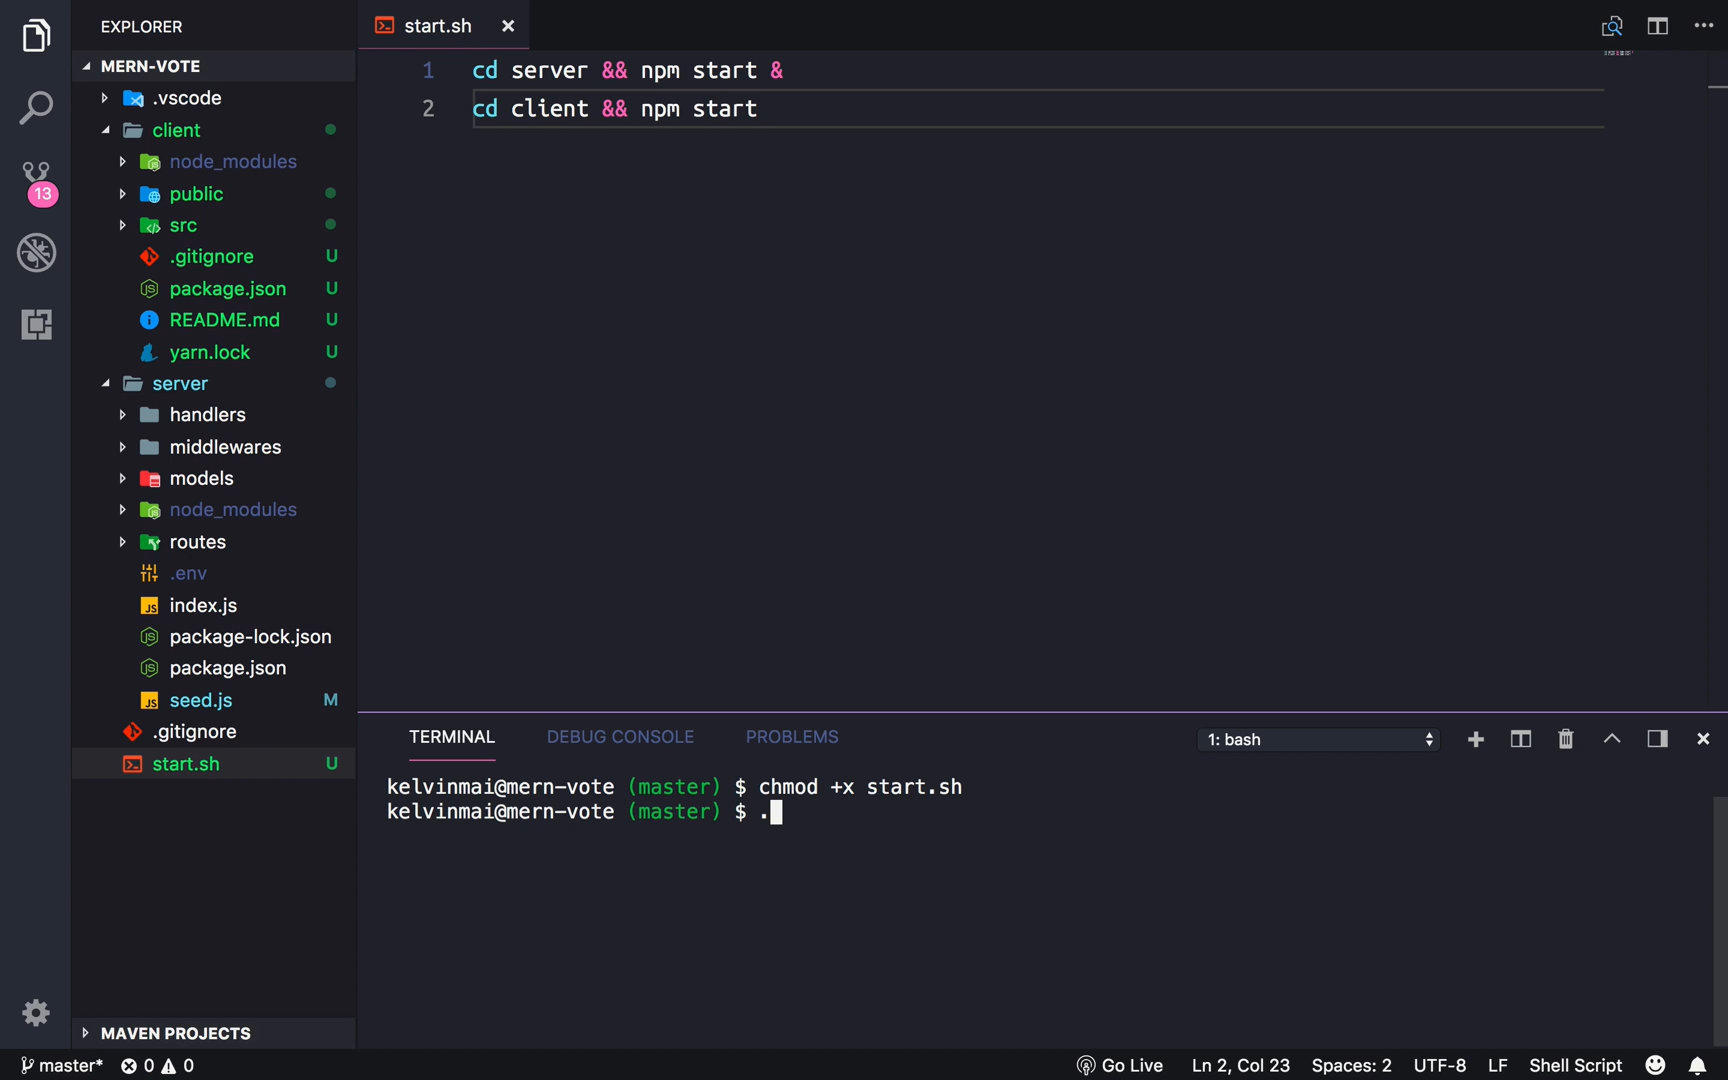 EXPLORER
MERN-VOTE
.vscode
client
node_modules
public
src
.gitignore U
package.json U
README.md U
yarn.lock U
server
handlers
middlewares
models
node_modules
routes
.env
index.js
package-lock.json
package.json
seed.js M
.gitignore
start.sh U
MAVEN PROJECTS
13
start.sh
1 cd server && npm start &
2 cd client && npm start
TERMINAL DEBUG CONSOLE PROBLEMS 1: bash
kelvinmai@mern-vote (master) $ chmod +x start.sh
kelvinmai@mern-vote (master) $ .
master* 0 0 Go Live Ln 2, Col 23 Spaces: 2 UTF-8 LF Shell Script